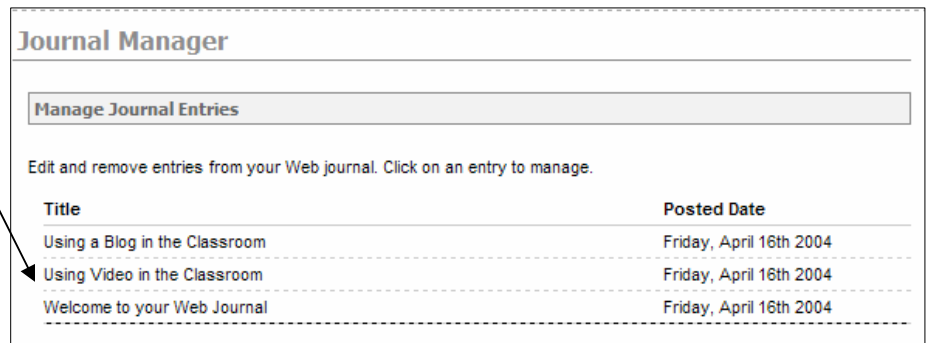 Journal Manager
Manage Journal Entries
Edit and remove entries from your Web journal. Click on an entry to manage.
Title Posted Date
Using a Blog in the Classroom Friday, April 16th 2004
Using Video in the Classroom Friday, April 16th 2004
Welcome to your Web Journal Friday, April 16th 2004